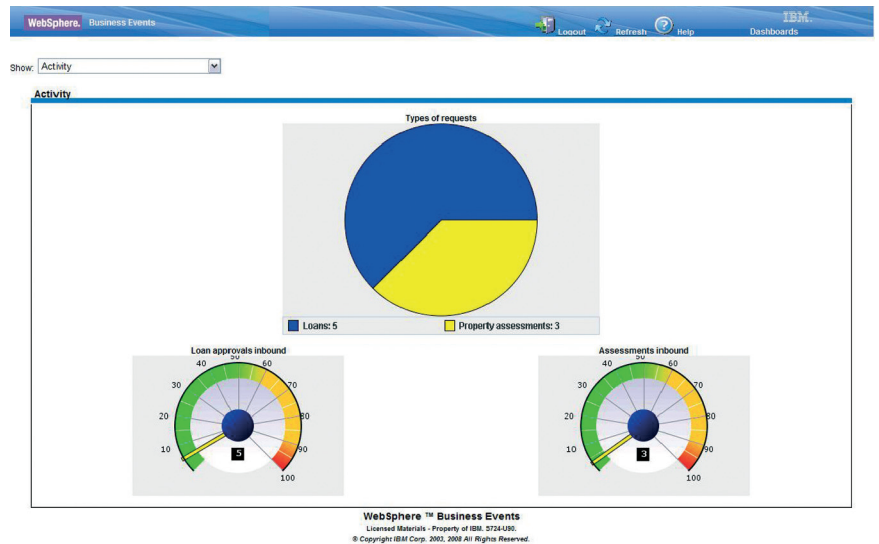 WebSphere. Business Events
Logout Refresh Help
IBM.
Dashboards
Show: Activity
Activity
Types of requests
Loans: 5 Property assessments: 3
Loan approvals inbound
10 20 30 40 50 60 70 80 90 100
5
Assessments inbound
10 20 30 40 50 60 70 80 90 100
3
WebSphere ™ Business Events
Licensed Materials - Property of IBM. 5724-U90.
© Copyright IBM Corp. 2003, 2008 All Rights Reserved.